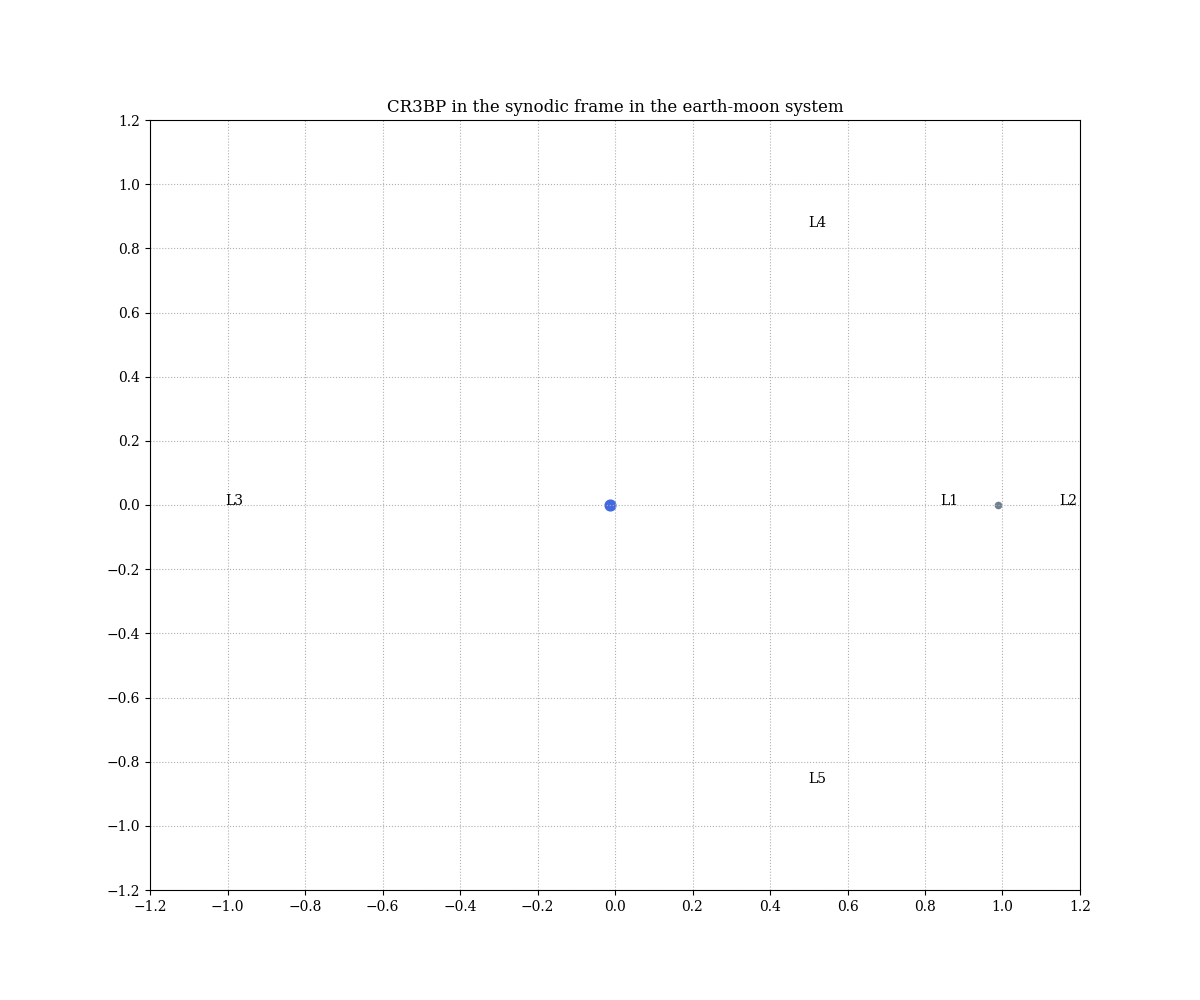 CR3BP in the synodic frame in the earth-moon system
1.2
1.0
L4
0.8
0.6
0.4
0.2
0.0
L3
L1
L2
−0.2
−0.4
−0.6
−0.8
L5
−1.0
−1.2
−1.2 −1.0 −0.8 −0.6 −0.4 −0.2 0.0 0.2 0.4 0.6 0.8 1.0 1.2